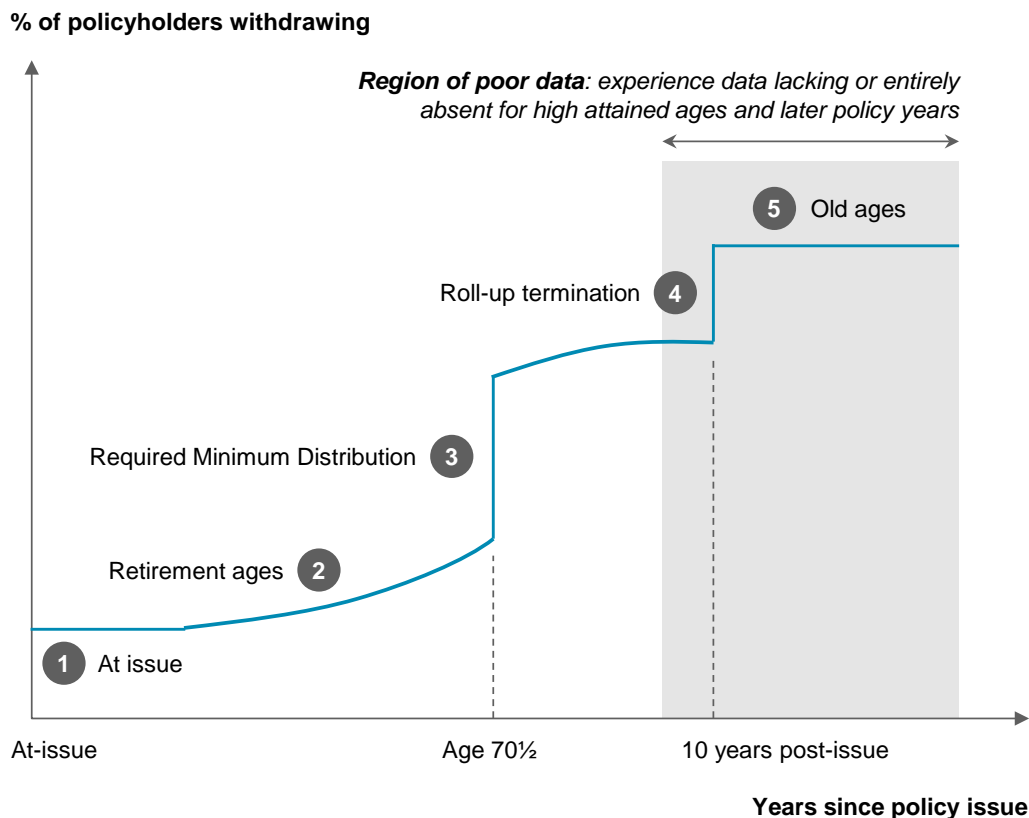 % of policyholders withdrawing
Region of poor data: experience data lacking or entirely
absent for high attained ages and later policy years
5 Old ages
Roll-up termination 4
Required Minimum Distribution 3
Retirement ages 2
1 At issue
At-issue
Age 70½
10 years post-issue
Years since policy issue